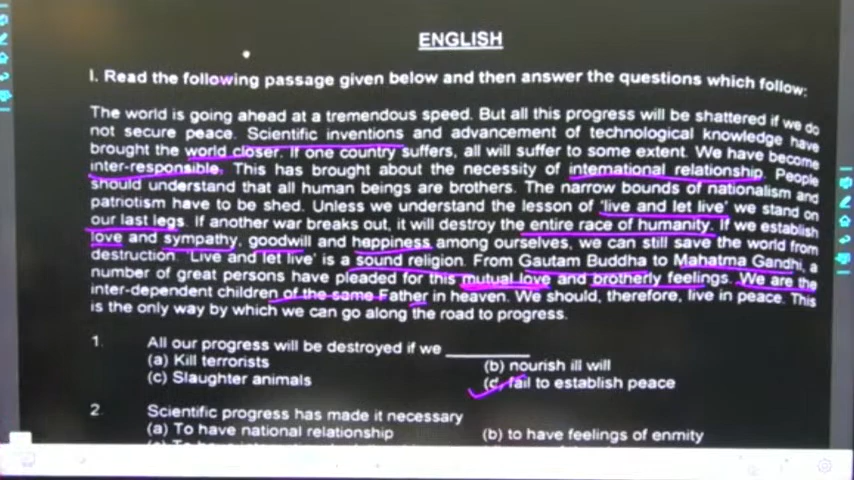 ENGLISH
I. Read the following passage given below and then answer the questions which follow:
The world is going ahead at a tremendous speed. But all this progress will be shattered if we do
not secure peace. Scientific inventions and advancement of technological knowledge have
brought the world closer. If one country suffers, all will suffer to some extent. We have become
inter-responsible. This has brought about the necessity of international relationship. People
should understand that all human beings are brothers. The narrow bounds of nationalism and
patriotism have to be shed. Unless we understand the lesson of 'live and let live' we stand on
our last legs. If another war breaks out, it will destroy the entire race of humanity. If we establish
love and sympathy, goodwill and happiness among ourselves, we can still save the world from
destruction. 'Live and let live' is a sound religion. From Gautam Buddha to Mahatma Gandhi, a
number of great persons have pleaded for this mutual love and brotherly feelings. We are the
inter-dependent children of the same Father in heaven. We should, therefore, live in peace. This
is the only way by which we can go along the road to progress.
1. All our progress will be destroyed if we ________
(a) Kill terrorists (b) nourish ill will
(c) Slaughter animals (d) fail to establish peace
2. Scientific progress has made it necessary
(a) To have national relationship (b) to have feelings of enmity